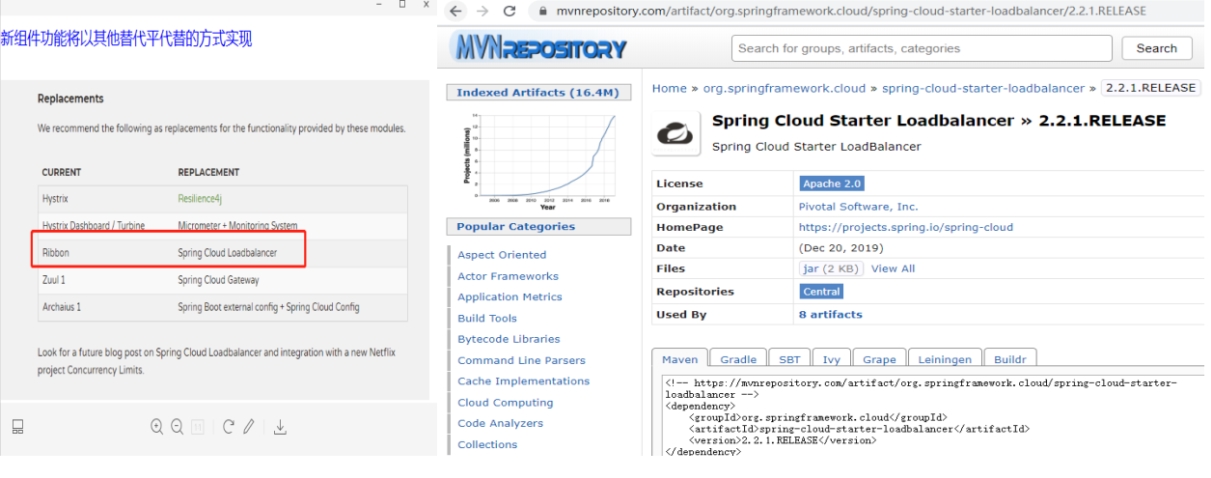 新组件功能将以其他替代平代替的方式实现
Replacements
We recommend the following as replacements for the functionality provided by these modules.
CURRENT REPLACEMENT
Hystrix Resilience4j
Hystrix Dashboard / Turbine Micrometer + Monitoring System
Ribbon Spring Cloud Loadbalancer
Zuul 1 Spring Cloud Gateway
Archaius 1 Spring Boot external config + Spring Cloud Config
Look for a future blog post on Spring Cloud Loadbalancer and integration with a new Netflix
project Concurrency Limits.
mvnrepository.com/artifact/org.springframework.cloud/spring-cloud-starter-loadbalancer/2.2.1.RELEASE
MVNREPOSITORY
Search for groups, artifacts, categories
Search
Indexed Artifacts (16.4M)
Projects (millions)
2006 2008 2010 2012 2014 2016 2018
Year
Popular Categories
Aspect Oriented
Actor Frameworks
Application Metrics
Build Tools
Bytecode Libraries
Command Line Parsers
Cache Implementations
Cloud Computing
Code Analyzers
Collections
Home » org.springframework.cloud » spring-cloud-starter-loadbalancer » 2.2.1.RELEASE
Spring Cloud Starter Loadbalancer » 2.2.1.RELEASE
Spring Cloud Starter LoadBalancer
License Apache 2.0
Organization Pivotal Software, Inc.
HomePage https://projects.spring.io/spring-cloud
Date (Dec 20, 2019)
Files jar (2 KB) View All
Repositories Central
Used By 8 artifacts
Maven Gradle SBT Ivy Grape Leiningen Buildr
<!-- https://mvnrepository.com/artifact/org.springframework.cloud/spring-cloud-starter-
loadbalancer -->
<dependency>
<groupId>org.springframework.cloud</groupId>
<artifactId>spring-cloud-starter-loadbalancer</artifactId>
<version>2.2.1.RELEASE</version>
</dependency>